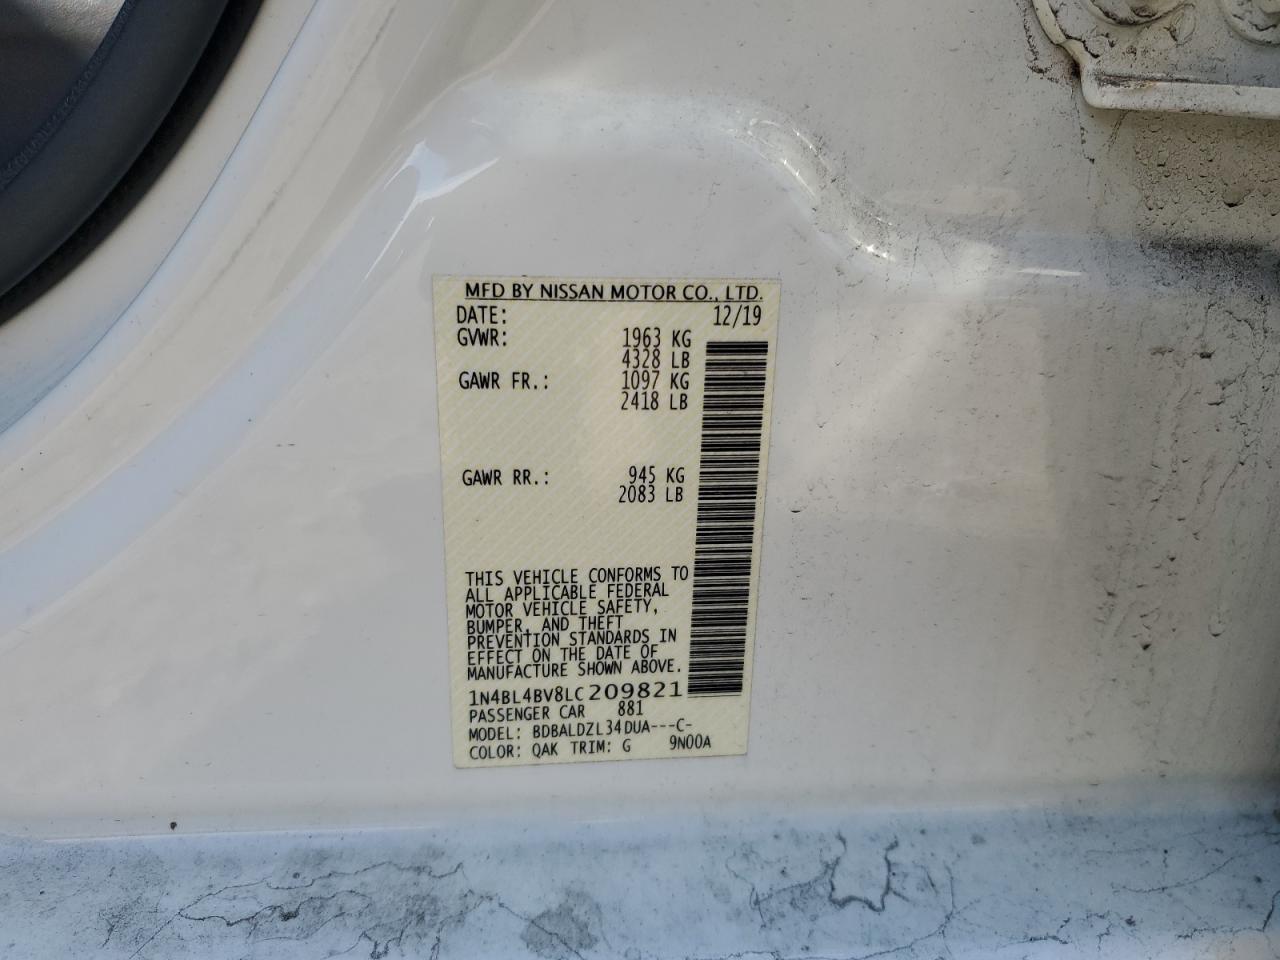 MFD BY NISSAN MOTOR CO., LTD.
DATE: 12/19
GVWR: 1963 KG
4328 LB
GAWR FR.: 1097 KG
2418 LB
GAWR RR.: 945 KG
2083 LB
THIS VEHICLE CONFORMS TO
ALL APPLICABLE FEDERAL
MOTOR VEHICLE SAFETY,
BUMPER, AND THEFT
PREVENTION STANDARDS IN
EFFECT ON THE DATE OF
MANUFACTURE SHOWN ABOVE.
1N4BL4BV8LC209821
PASSENGER CAR 881
MODEL: BDBALDZL34DUA---C-
COLOR: QAK TRIM: G 9N00A